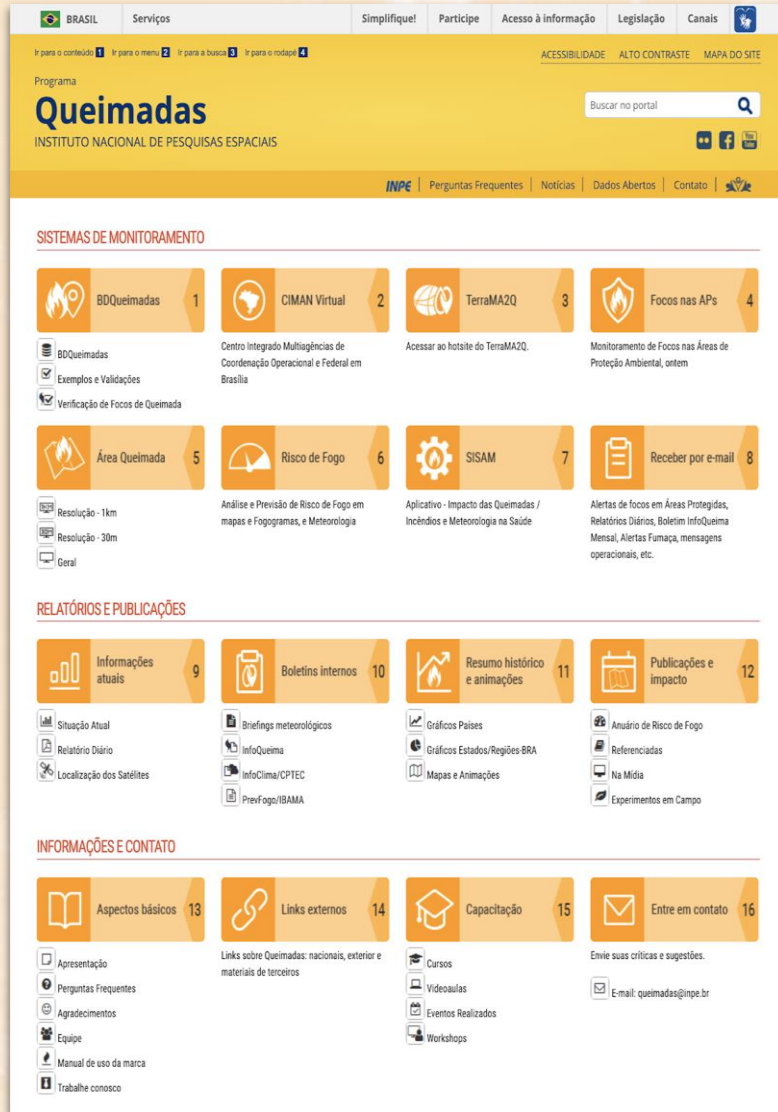 BRASIL Serviços Simplifique! Participe Acesso à informação Legislação Canais
Ir para o conteúdo 1 Ir para o menu 2 Ir para a busca 3 Ir para o rodapé 4
ACESSIBILIDADE ALTO CONTRASTE MAPA DO SITE
Programa
Queimadas
INSTITUTO NACIONAL DE PESQUISAS ESPACIAIS
Buscar no portal
You Tube
INPE Perguntas Frequentes Notícias Dados Abertos Contato
SISTEMAS DE MONITORAMENTO
BDQueimadas 1
BDQueimadas
Exemplos e Validações
Verificação de Focos de Queimada
CIMAN Virtual 2
Centro Integrado Multiagências de
Coordenação Operacional e Federal em
Brasília
TerraMA2Q 3
Acessar ao hotsite do TerraMA2Q.
Focos nas APs 4
Monitoramento de Focos nas Áreas de
Proteção Ambiental, ontem
Área Queimada 5
Resolução - 1km
Resolução - 30m
Geral
Risco de Fogo 6
Análise e Previsão de Risco de Fogo em
mapas e Fogogramas, e Meteorologia
SISAM 7
Aplicativo - Impacto das Queimadas /
Incêndios e Meteorologia na Saúde
Receber por e-mail 8
Alertas de focos em Áreas Protegidas,
Relatórios Diários, Boletim InfoQueima
Mensal, Alertas Fumaça, mensagens
operacionais, etc.
RELATÓRIOS E PUBLICAÇÕES
Informações
atuais 9
Situação Atual
Relatório Diário
Localização dos Satélites
Boletins internos 10
Briefings meteorológicos
InfoQueima
InfoClima/CPTEC
PrevFogo/IBAMA
Resumo histórico
e animações 11
Gráficos Países
Gráficos Estados/Regiões-BRA
Mapas e Animações
Publicações e
impacto 12
Anuário de Risco de Fogo
Referenciadas
Na Mídia
Experimentos em Campo
INFORMAÇÕES E CONTATO
Aspectos básicos 13
Apresentação
Perguntas Frequentes
Agradecimentos
Equipe
Manual de uso da marca
Trabalhe conosco
Links externos 14
Links sobre Queimadas: nacionais, exterior e
materiais de terceiros
Capacitação 15
Cursos
Videoaulas
Eventos Realizados
Workshops
Entre em contato 16
Envie suas críticas e sugestões.
E-mail: queimadas@inpe.br